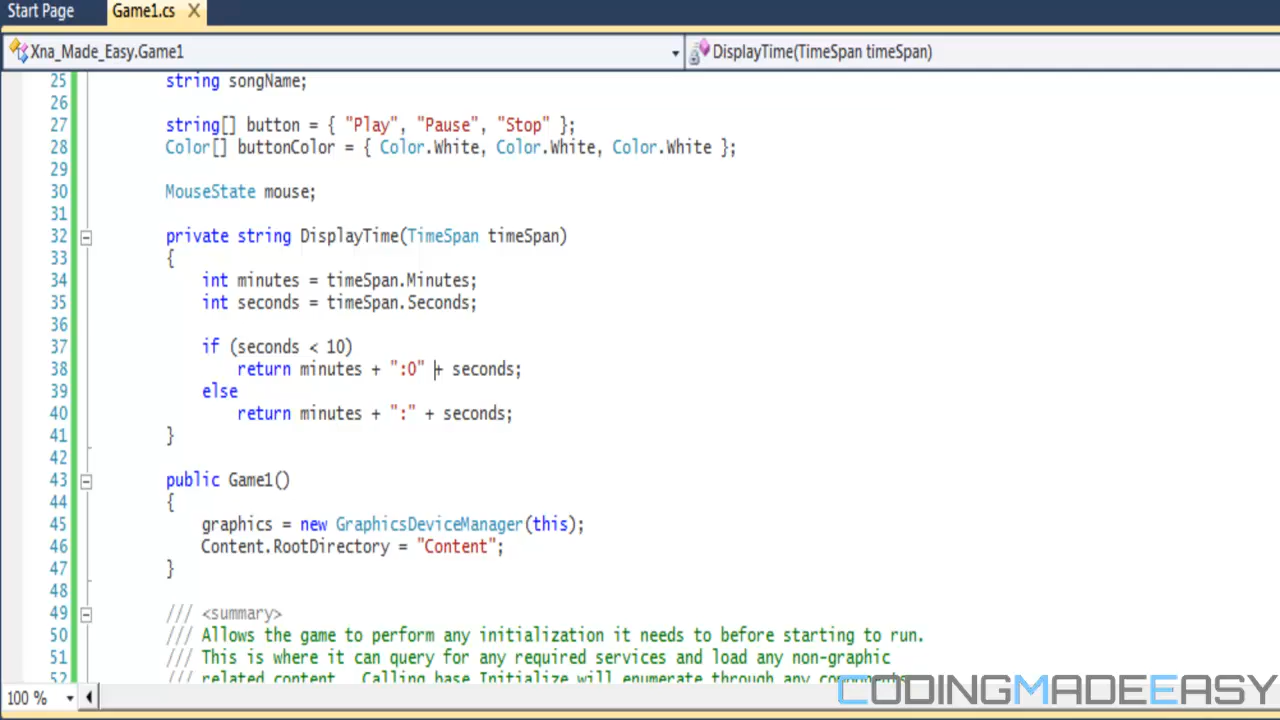 Start Page Game1.cs X
Xna_Made_Easy.Game1 DisplayTime(TimeSpan timeSpan)
25 string songName;
26
27 string[] button = { "Play", "Pause", "Stop" };
28 Color[] buttonColor = { Color.White, Color.White, Color.White };
29
30 MouseState mouse;
31
32 private string DisplayTime(TimeSpan timeSpan)
33 {
34 int minutes = timeSpan.Minutes;
35 int seconds = timeSpan.Seconds;
36
37 if (seconds < 10)
38 return minutes + ":0" + seconds;
39 else
40 return minutes + ":" + seconds;
41 }
42
43 public Game1()
44 {
45 graphics = new GraphicsDeviceManager(this);
46 Content.RootDirectory = "Content";
47 }
48
49 /// <summary>
50 /// Allows the game to perform any initialization it needs to before starting to run.
51 /// This is where it can query for any required services and load any non-graphic
52 /// related content. Calling base.Initialize will enumerate through any components
100 %
CODINGMADEEASY